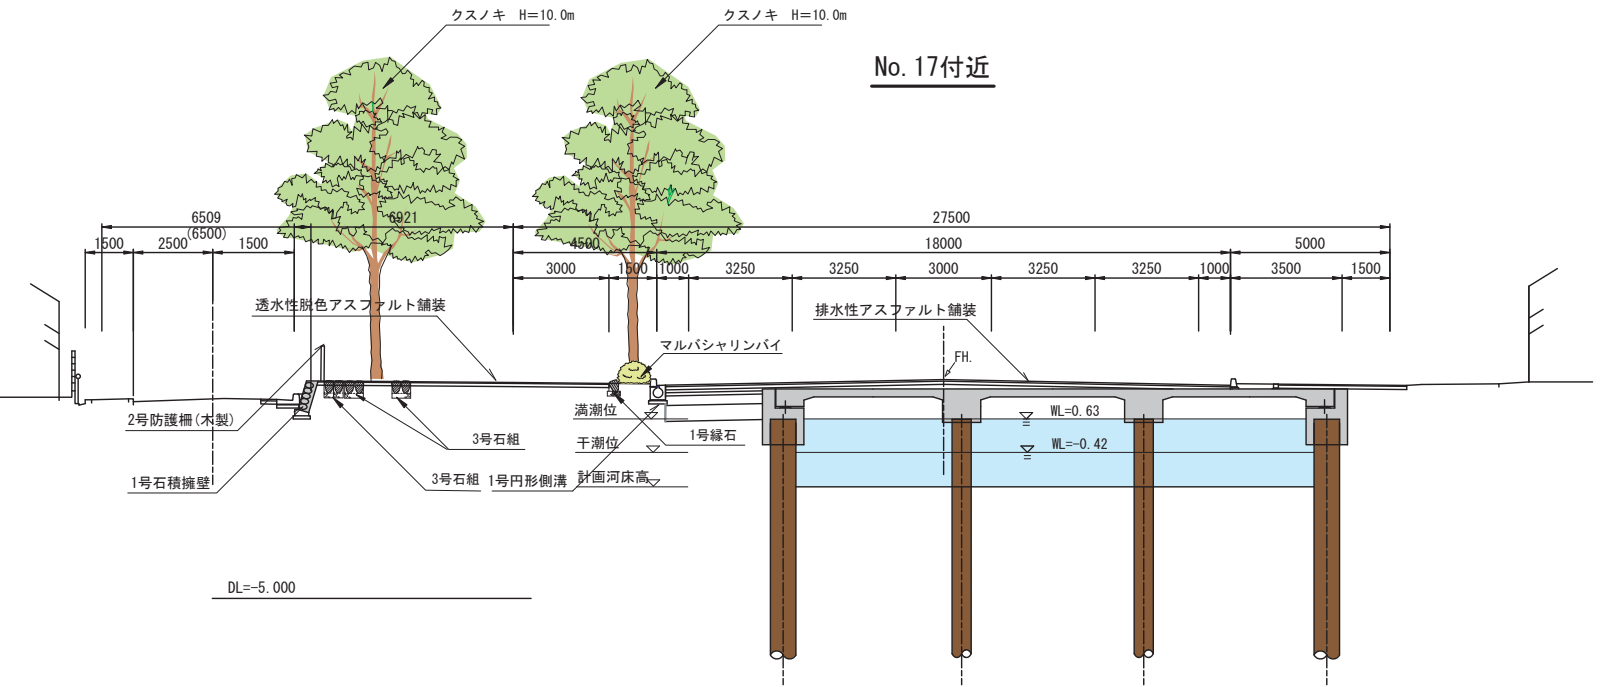 クスノキ H=10.0m
クスノキ H=10.0m
No.17付近
6509
(6500)
6921
27500
1500
2500
1500
4500
18000
5000
3000
1500
1000
3250
3250
3000
3250
3250
1000
3500
1500
透水性脱色アスファルト舗装
排水性アスファルト舗装
マルバシャリンバイ
FH.
2号防護柵(木製)
3号石組
満潮位
WL=0.63
1号縁石
干潮位
WL=-0.42
1号石積擁壁
3号石組
1号円形側溝
計画河床高
DL=-5.000